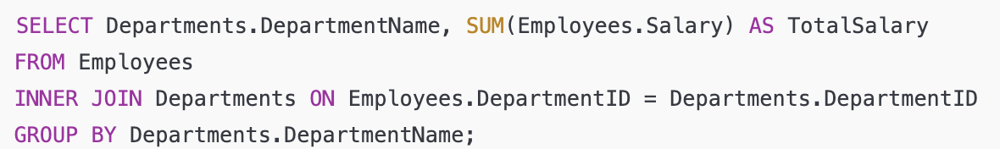 SELECT Departments.DepartmentName, SUM(Employees.Salary) AS TotalSalary
FROM Employees
INNER JOIN Departments ON Employees.DepartmentID = Departments.DepartmentID
GROUP BY Departments.DepartmentName;